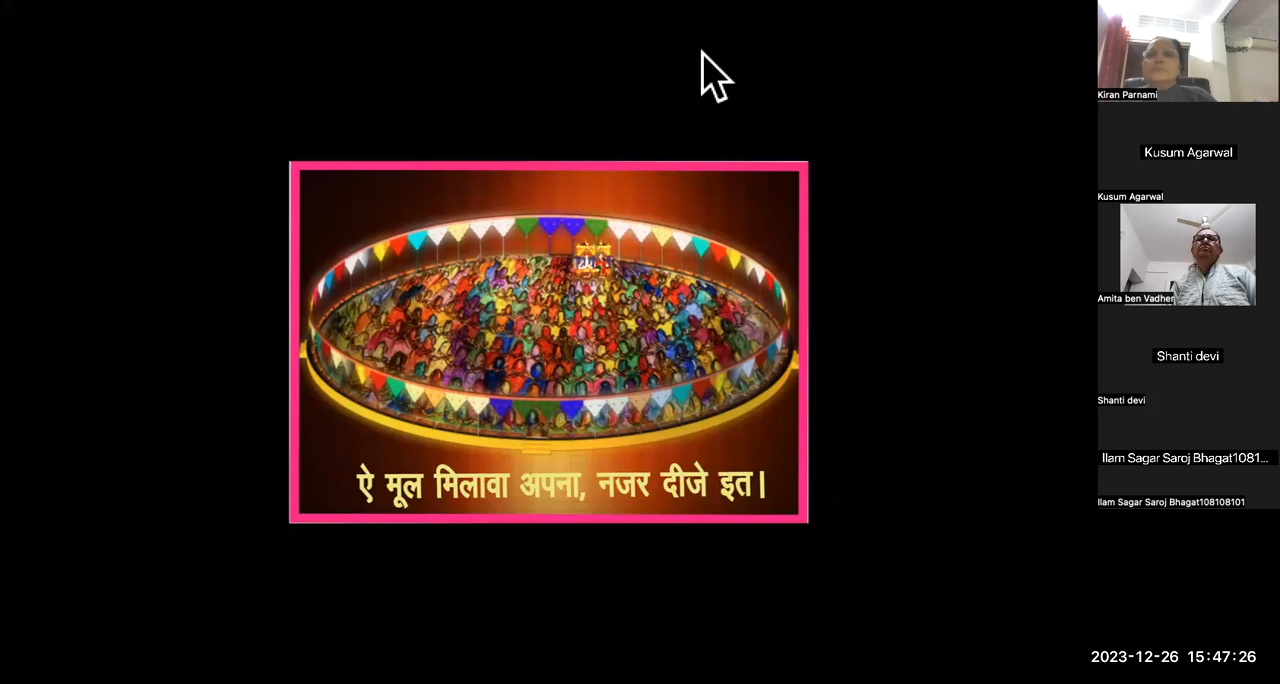 ऐ मूल मिलावा अपना, नजर दीजे इत।
Kiran Parnami
Kusum Agarwal
Kusum Agarwal
Amita ben Vadher
Shanti devi
Shanti devi
Ilam Sagar Saroj Bhagat1081...
Ilam Sagar Saroj Bhagat108108101
2023-12-26 15:47:26